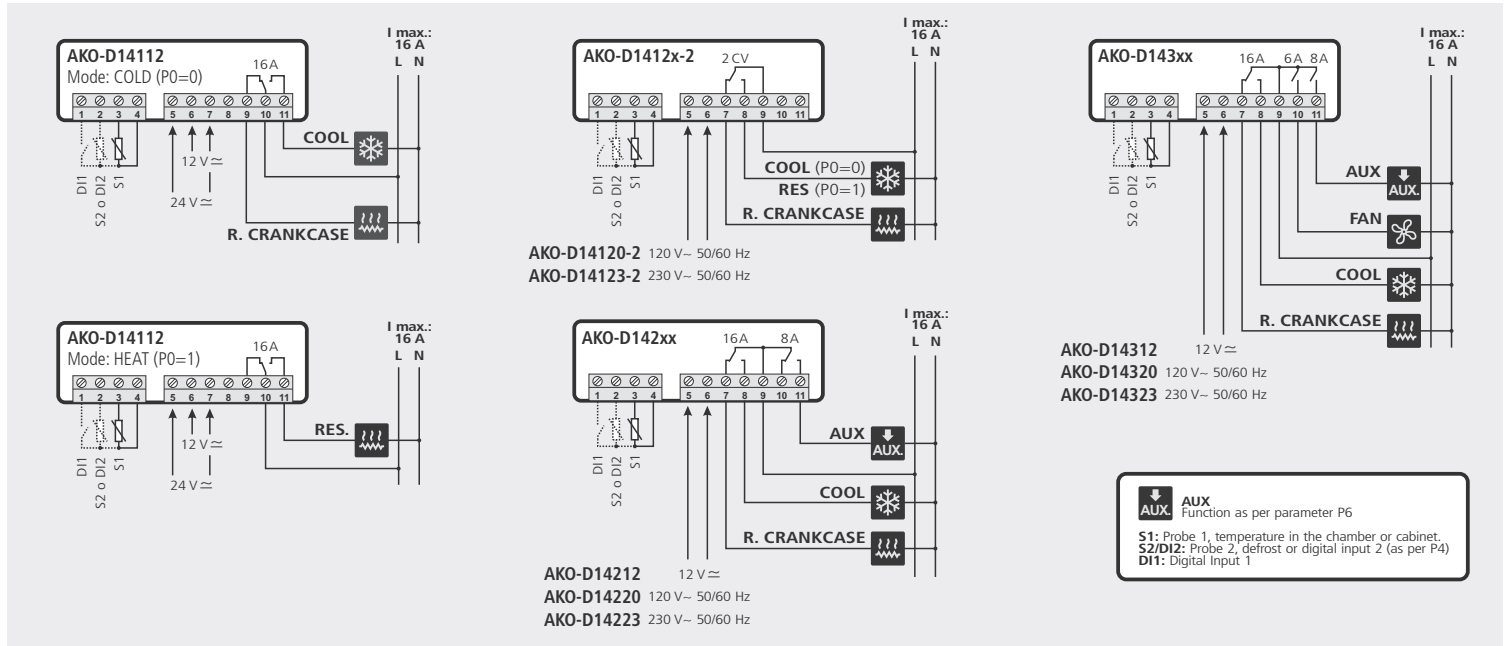 AKO-D14112
Mode: COLD (P0=0)
16A
I max.:
16 A
L N
1 2 3 4 5 6 7 8 9 10 11
COOL
12 V≂
24 V≂
DI1
S2 o DI2
S1
R. CRANKCASE
AKO-D14112
Mode: HEAT (P0=1)
16A
I max.:
16 A
L N
1 2 3 4 5 6 7 8 9 10 11
RES.
12 V≂
24 V≂
DI1
S2 o DI2
S1
AKO-D1412x-2
2 CV
I max.:
16 A
L N
1 2 3 4 5 6 7 8 9 10 11
COOL (P0=0)
RES (P0=1)
R. CRANKCASE
DI1
S2 o DI2
S1
AKO-D14120-2 120 V~ 50/60 Hz
AKO-D14123-2 230 V~ 50/60 Hz
AKO-D142xx
16A 8A
I max.:
16 A
L N
1 2 3 4 5 6 7 8 9 10 11
AUX
AUX.
COOL
R. CRANKCASE
DI1
S2 o DI2
S1
AKO-D14212 12 V≂
AKO-D14220 120 V~ 50/60 Hz
AKO-D14223 230 V~ 50/60 Hz
AKO-D143xx
16A 6A 8A
I max.:
16 A
L N
1 2 3 4 5 6 7 8 9 10 11
AUX
AUX.
FAN
COOL
R. CRANKCASE
DI1
S2 o DI2
S1
AKO-D14312 12 V≂
AKO-D14320 120 V~ 50/60 Hz
AKO-D14323 230 V~ 50/60 Hz
AUX.
AUX
Function as per parameter P6
S1: Probe 1, temperature in the chamber or cabinet.
S2/DI2: Probe 2, defrost or digital input 2 (as per P4)
DI1: Digital Input 1